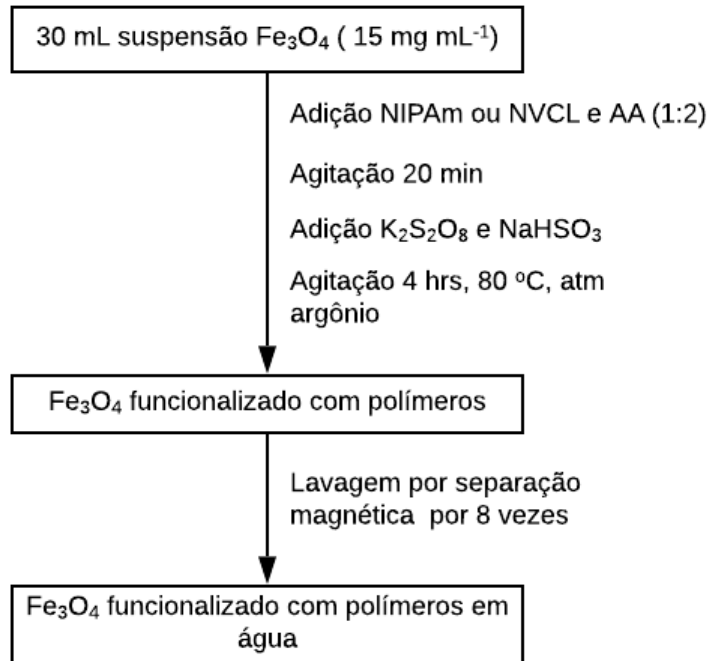 30 mL suspensão Fe₃O₄ ( 15 mg mL⁻¹)
Adição NIPAm ou NVCL e AA (1:2)
Agitação 20 min
Adição K₂S₂O₈ e NaHSO₃
Agitação 4 hrs, 80 ºC, atm
argônio
Fe₃O₄ funcionalizado com polímeros
Lavagem por separação
magnética por 8 vezes
Fe₃O₄ funcionalizado com polímeros em
água